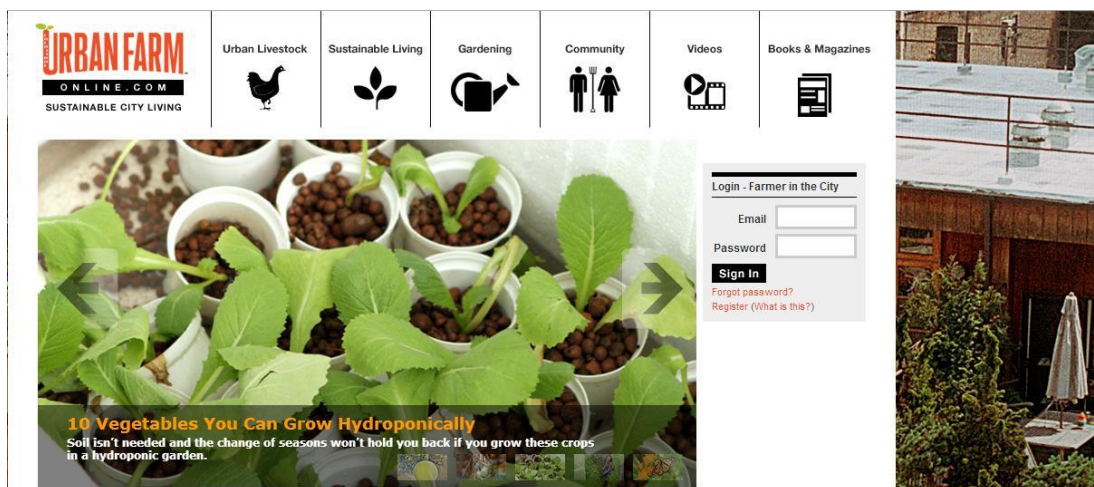 URBAN FARM
ONLINE.COM
SUSTAINABLE CITY LIVING
Urban Livestock
Sustainable Living
Gardening
Community
Videos
Books & Magazines
Login - Farmer in the City
Email
Password
Sign In
Forgot password?
Register (What is this?)
10 Vegetables You Can Grow Hydroponically
Soil isn't needed and the change of seasons won't hold you back if you grow these crops
in a hydroponic garden.